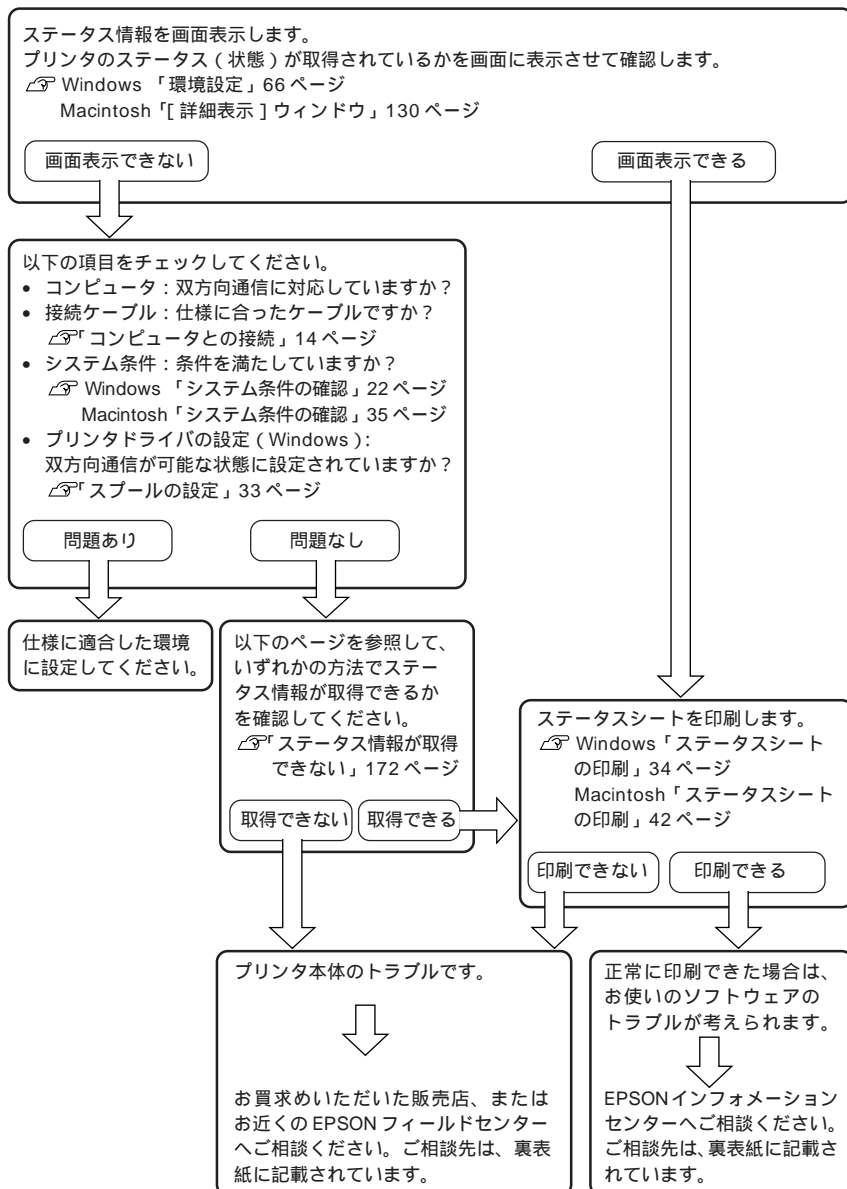 ステータス情報を画面表示します。
プリンタのステータス（状態）が取得されているかを画面に表示させて確認します。
Windows 「環境設定」66 ページ
Macintosh「[ 詳細表示 ] ウィンドウ」130 ページ
画面表示できない
画面表示できる
以下の項目をチェックしてください。
• コンピュータ：双方向通信に対応していますか？
• 接続ケーブル：仕様に合ったケーブルですか？
「コンピュータとの接続」14 ページ
• システム条件：条件を満たしていますか？
Windows 「システム条件の確認」22 ページ
Macintosh「システム条件の確認」35 ページ
• プリンタドライバの設定（Windows）：
双方向通信が可能な状態に設定されていますか？
「スプールの設定」33 ページ
問題あり
問題なし
仕様に適合した環境
に設定してください。
以下のページを参照して、
いずれかの方法でステー
タス情報が取得できるか
を確認してください。
「ステータス情報が取得
できない」172 ページ
取得できない
取得できる
ステータスシートを印刷します。
Windows「ステータスシート
の印刷」34 ページ
Macintosh「ステータスシート
の印刷」42 ページ
印刷できない
印刷できる
プリンタ本体のトラブルです。
お買求めいただいた販売店、または
お近くの EPSON フィールドセンター
へご相談ください。ご相談先は、裏表
紙に記載されています。
正常に印刷できた場合は、
お使いのソフトウェアの
トラブルが考えられます。
EPSONインフォメーション
センターへご相談ください。
ご相談先は、裏表紙に記載さ
れています。